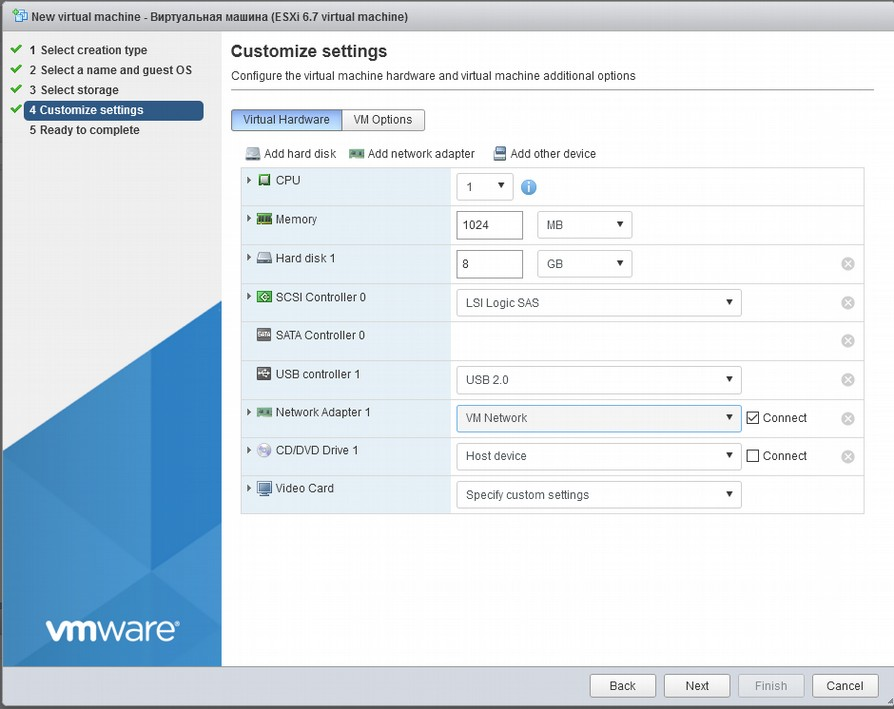 New virtual machine - Виртуальная машина (ESXi 6.7 virtual machine)
1 Select creation type
2 Select a name and guest OS
3 Select storage
4 Customize settings
5 Ready to complete
Customize settings
Configure the virtual machine hardware and virtual machine additional options
Virtual Hardware VM Options
Add hard disk Add network adapter Add other device
CPU 1
Memory 1024 MB
Hard disk 1 8 GB
SCSI Controller 0 LSI Logic SAS
SATA SATA Controller 0
USB controller 1 USB 2.0
Network Adapter 1 VM Network Connect
CD/DVD Drive 1 Host device Connect
Video Card Specify custom settings
vmware®
Back Next Finish Cancel